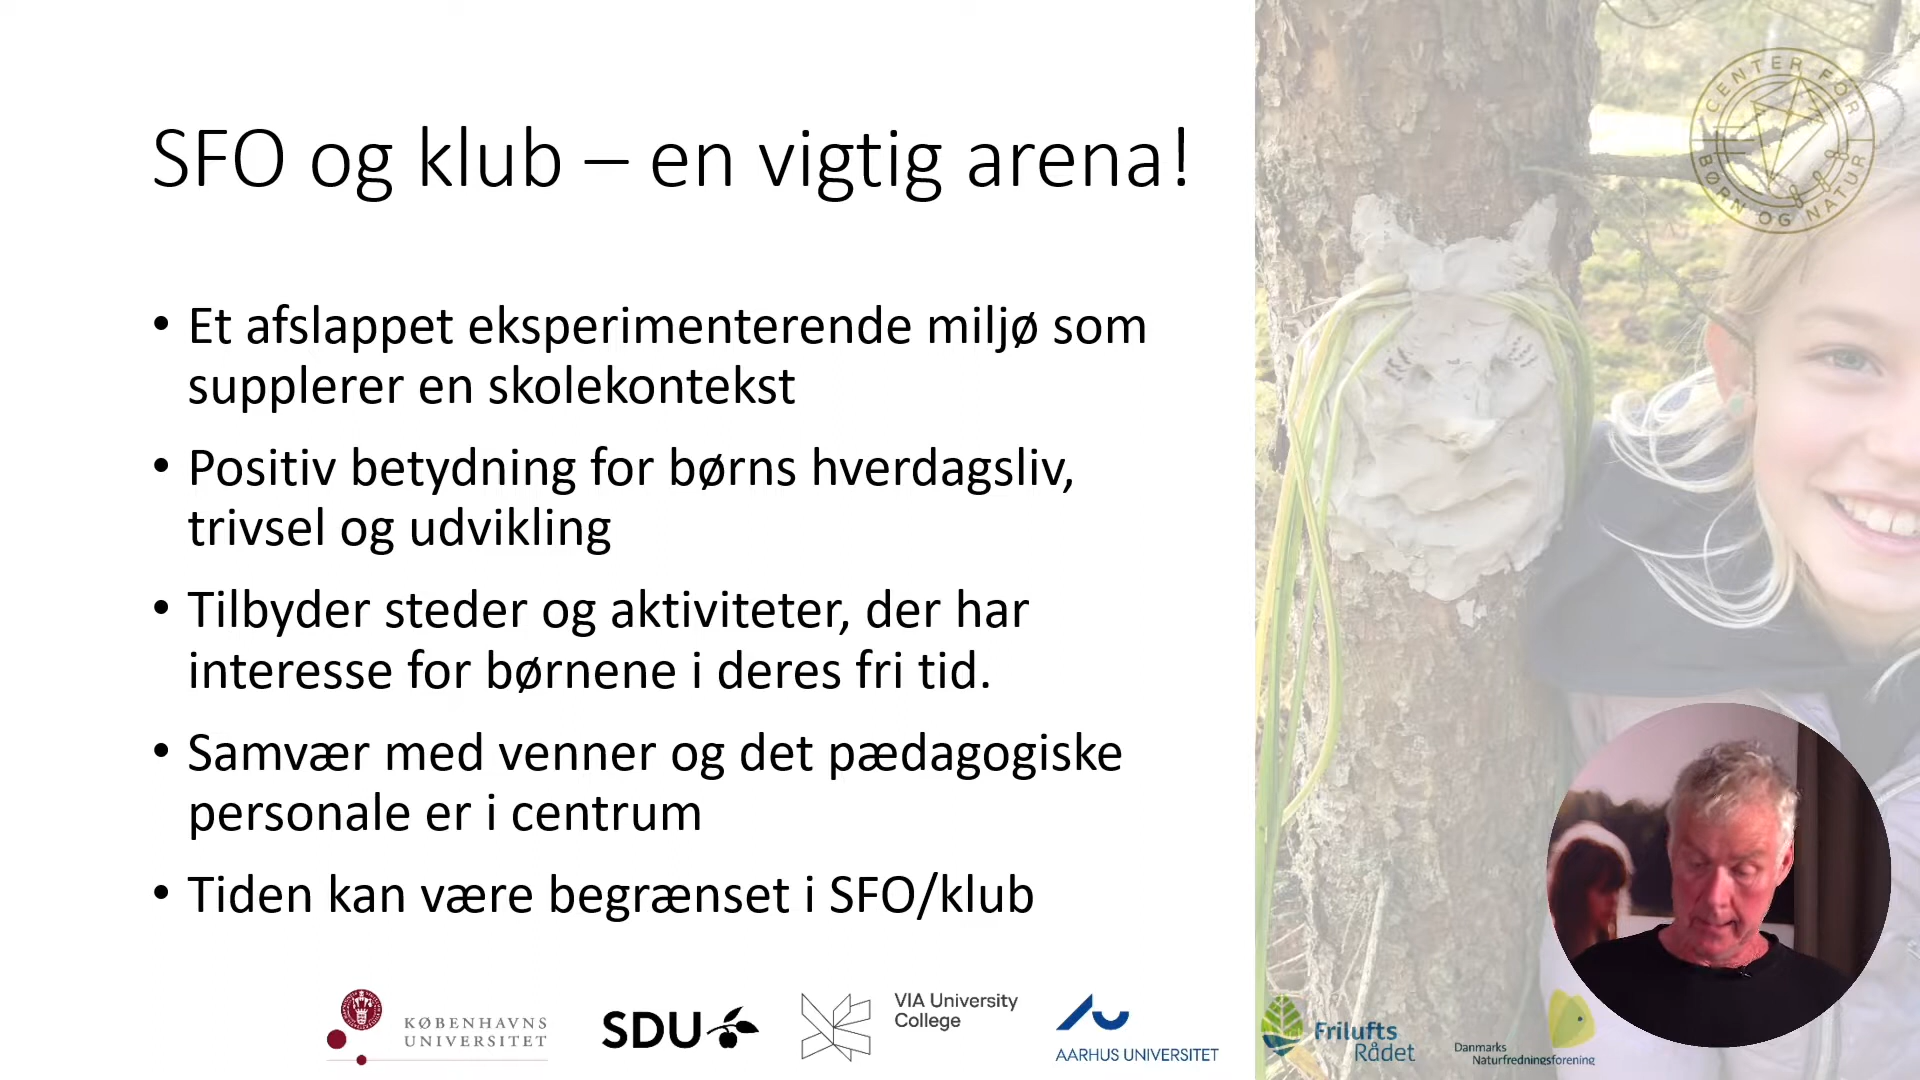 SFO og klub – en vigtig arena!
• Et afslappet eksperimenterende miljø som
supplerer en skolekontekst
• Positiv betydning for børns hverdagsliv,
trivsel og udvikling
• Tilbyder steder og aktiviteter, der har
interesse for børnene i deres fri tid.
• Samvær med venner og det pædagogiske
personale er i centrum
• Tiden kan være begrænset i SFO/klub
CENTER FOR
BØRN OG NATUR
KØBENHAVNS
UNIVERSITET
SDU
VIA University
College
AARHUS UNIVERSITET
Frilufts
Rådet
Danmarks
Naturfredningsforening